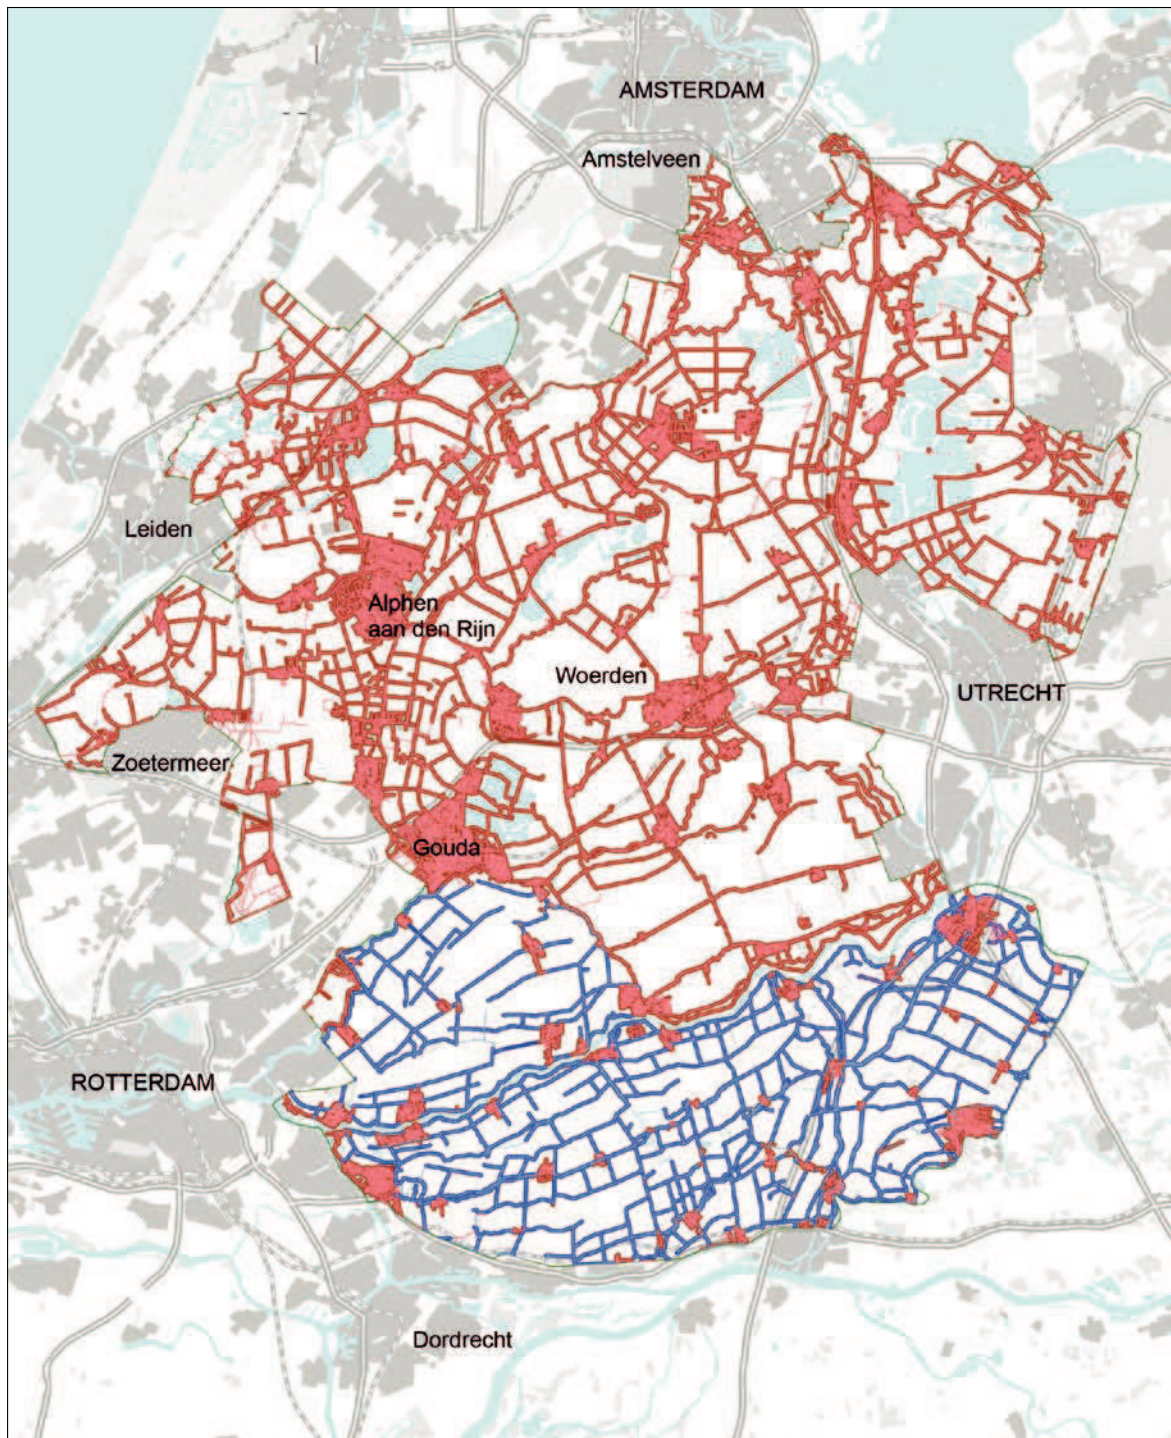 AMSTERDAM
Amstelveen
Leiden
Alphen
aan den Rijn
Woerden
UTRECHT
Zoetermeer
Gouda
ROTTERDAM
Dordrecht